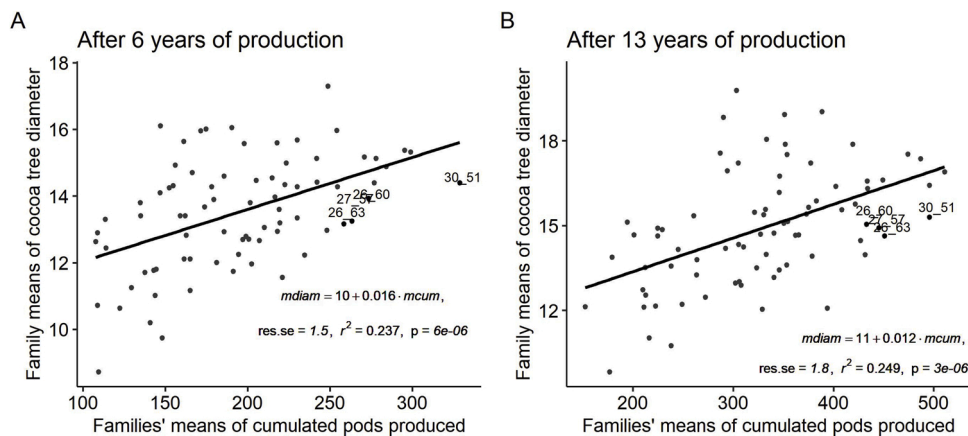 A
After 6 years of production
Family means of cocoa tree diameter
18
16
14
12
10
30_51
26_60
27_57
26_63
mdiam = 10 + 0.016 · mcum,
res.se = 1.5, r² = 0.237, p = 6e-06
100 150 200 250 300
Families' means of cumulated pods produced
B
After 13 years of production
Family means of cocoa tree diameter
18
15
12
30_51
26_60
27_57
26_63
mdiam = 11 + 0.012 · mcum,
res.se = 1.8, r² = 0.249, p = 3e-06
200 300 400 500
Families' means of cumulated pods produced